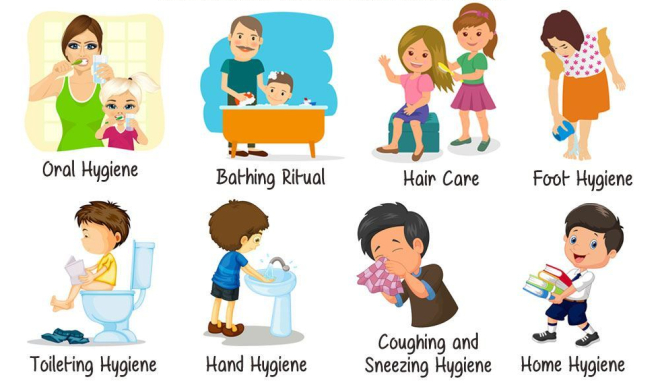 Oral Hygiene
Bathing Ritual
Hair Care
Foot Hygiene
Toileting Hygiene
Hand Hygiene
Coughing and
Sneezing Hygiene
Home Hygiene